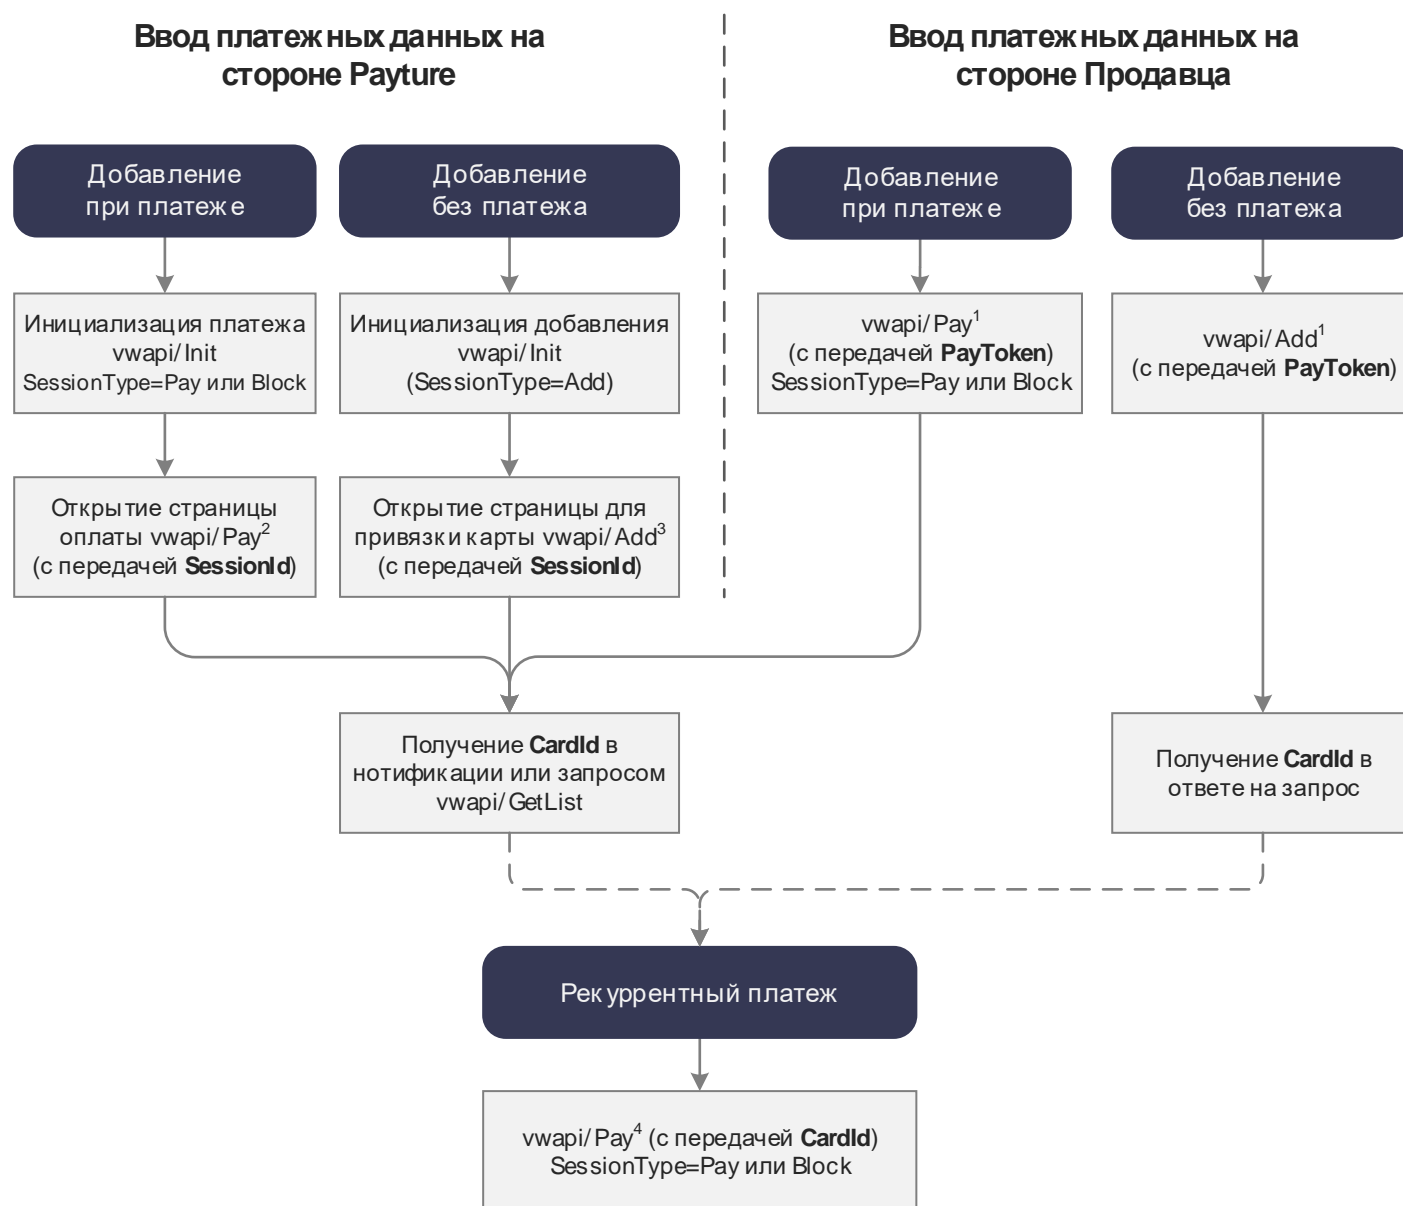 Ввод платежных данных на
стороне Payture
Ввод платежных данных на
стороне Продавца
Добавление
при платеже
Добавление
без платежа
Добавление
при платеже
Добавление
без платежа
Инициализация платежа
vwapi/Init
SessionType=Pay или Block
Инициализация добавления
vwapi/Init
(SessionType=Add)
vwapi/Pay¹
(с передачей PayToken)
SessionType=Pay или Block
vwapi/Add¹
(с передачей PayToken)
Открытие страницы
оплаты vwapi/Pay²
(с передачей SessionId)
Открытие страницы для
привязки карты vwapi/Add³
(с передачей SessionId)
Получение CardId в
нотификации или запросом
vwapi/GetList
Получение CardId в
ответе на запрос
Рекуррентный платеж
vwapi/Pay⁴ (с передачей CardId)
SessionType=Pay или Block